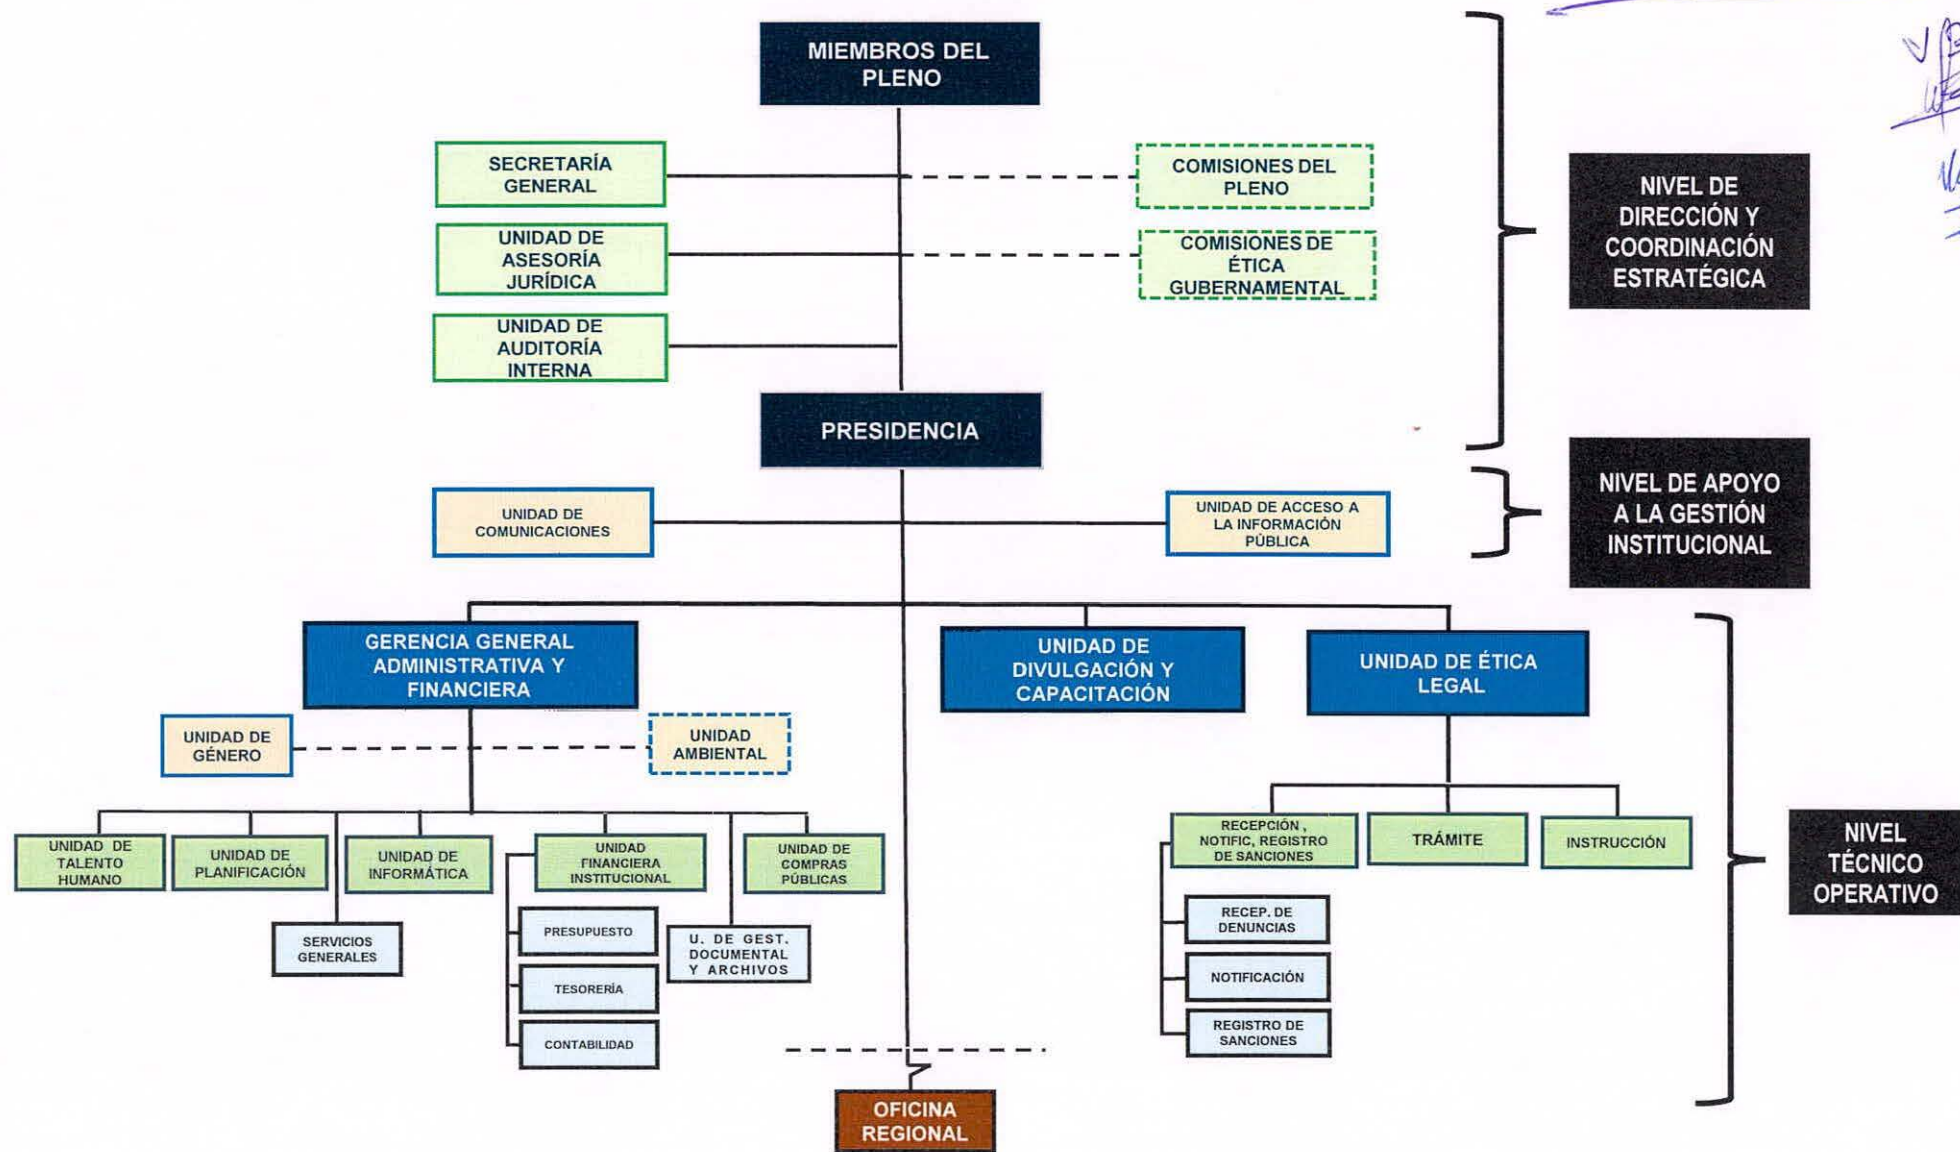 MIEMBROS DEL
PLENO
SECRETARÍA
GENERAL
COMISIONES DEL
PLENO
UNIDAD DE
ASESORÍA
JURÍDICA
COMISIONES DE
ÉTICA
GUBERNAMENTAL
UNIDAD DE
AUDITORÍA
INTERNA
NIVEL DE
DIRECCIÓN Y
COORDINACIÓN
ESTRATÉGICA
PRESIDENCIA
UNIDAD DE
COMUNICACIONES
UNIDAD DE ACCESO A
LA INFORMACIÓN
PÚBLICA
NIVEL DE APOYO
A LA GESTIÓN
INSTITUCIONAL
GERENCIA GENERAL
ADMINISTRATIVA Y
FINANCIERA
UNIDAD DE
DIVULGACIÓN Y
CAPACITACIÓN
UNIDAD DE ÉTICA
LEGAL
UNIDAD DE
GÉNERO
UNIDAD
AMBIENTAL
UNIDAD DE
TALENTO
HUMANO
UNIDAD DE
PLANIFICACIÓN
UNIDAD DE
INFORMÁTICA
UNIDAD
FINANCIERA
INSTITUCIONAL
UNIDAD DE
COMPRAS
PÚBLICAS
RECEPCIÓN ,
NOTIFIC, REGISTRO
DE SANCIONES
TRÁMITE
INSTRUCCIÓN
NIVEL
TÉCNICO
OPERATIVO
SERVICIOS
GENERALES
PRESUPUESTO
TESORERÍA
CONTABILIDAD
U. DE GEST.
DOCUMENTAL
Y ARCHIVOS
RECEP. DE
DENUNCIAS
NOTIFICACIÓN
REGISTRO DE
SANCIONES
OFICINA
REGIONAL